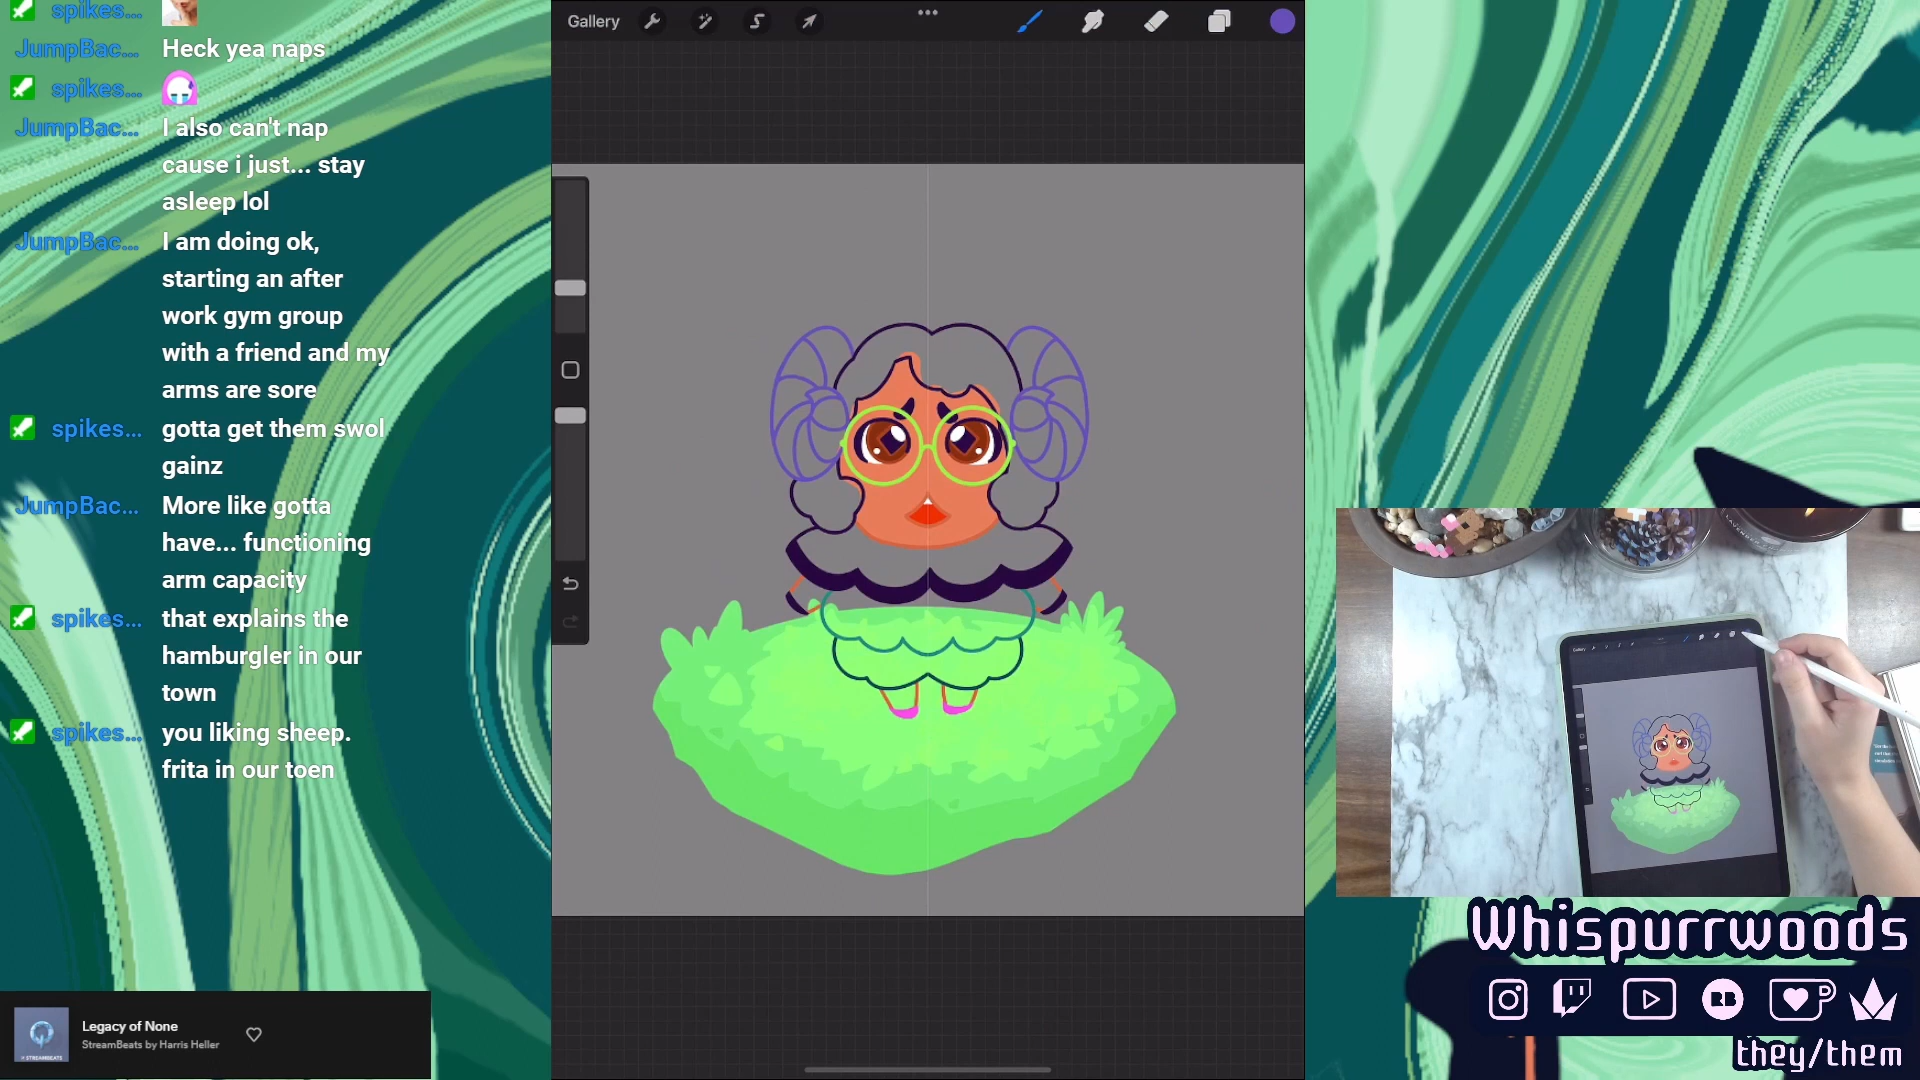 spikes...
JumpBac... Heck yea naps
spikes...
JumpBac... I also can't nap
cause i just... stay
asleep lol
JumpBac... I am doing ok,
starting an after
work gym group
with a friend and my
arms are sore
spikes... gotta get them swol
gainz
JumpBac... More like gotta
have... functioning
arm capacity
spikes... that explains the
hamburgler in our
town
spikes... you liking sheep.
frita in our toen
Legacy of None
StreamBeats by Harris Heller
Gallery
Whispurrwoods
RB
they/them